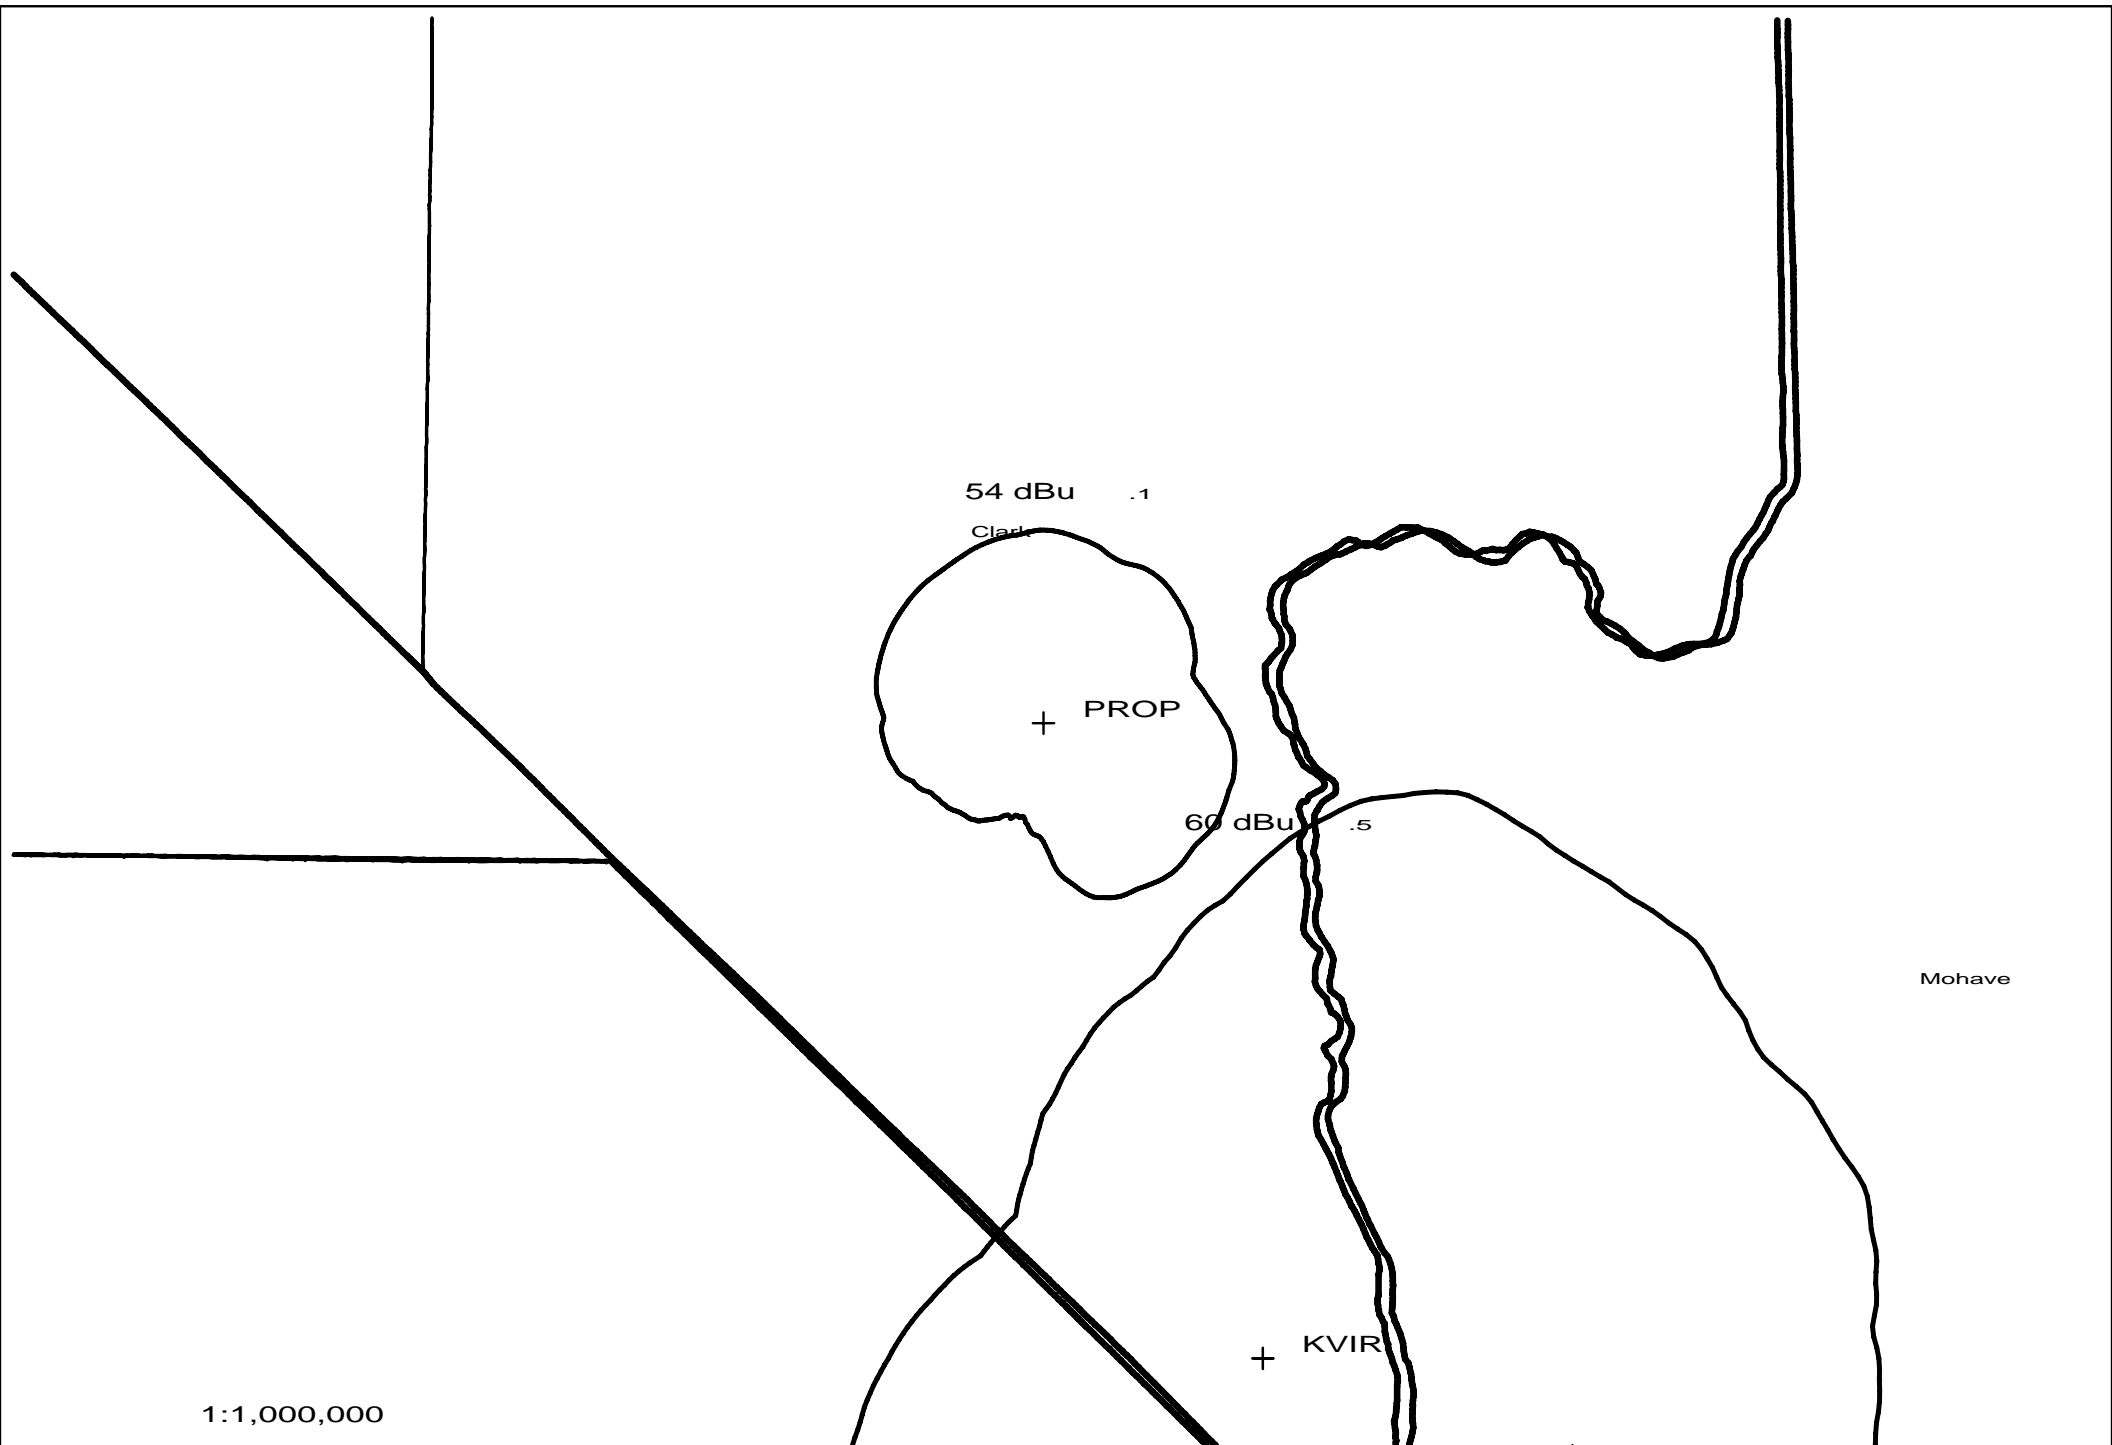 54 dBu .1
Clark
PROP
60 dBu .5
Mohave
KVIR
1:1,000,000